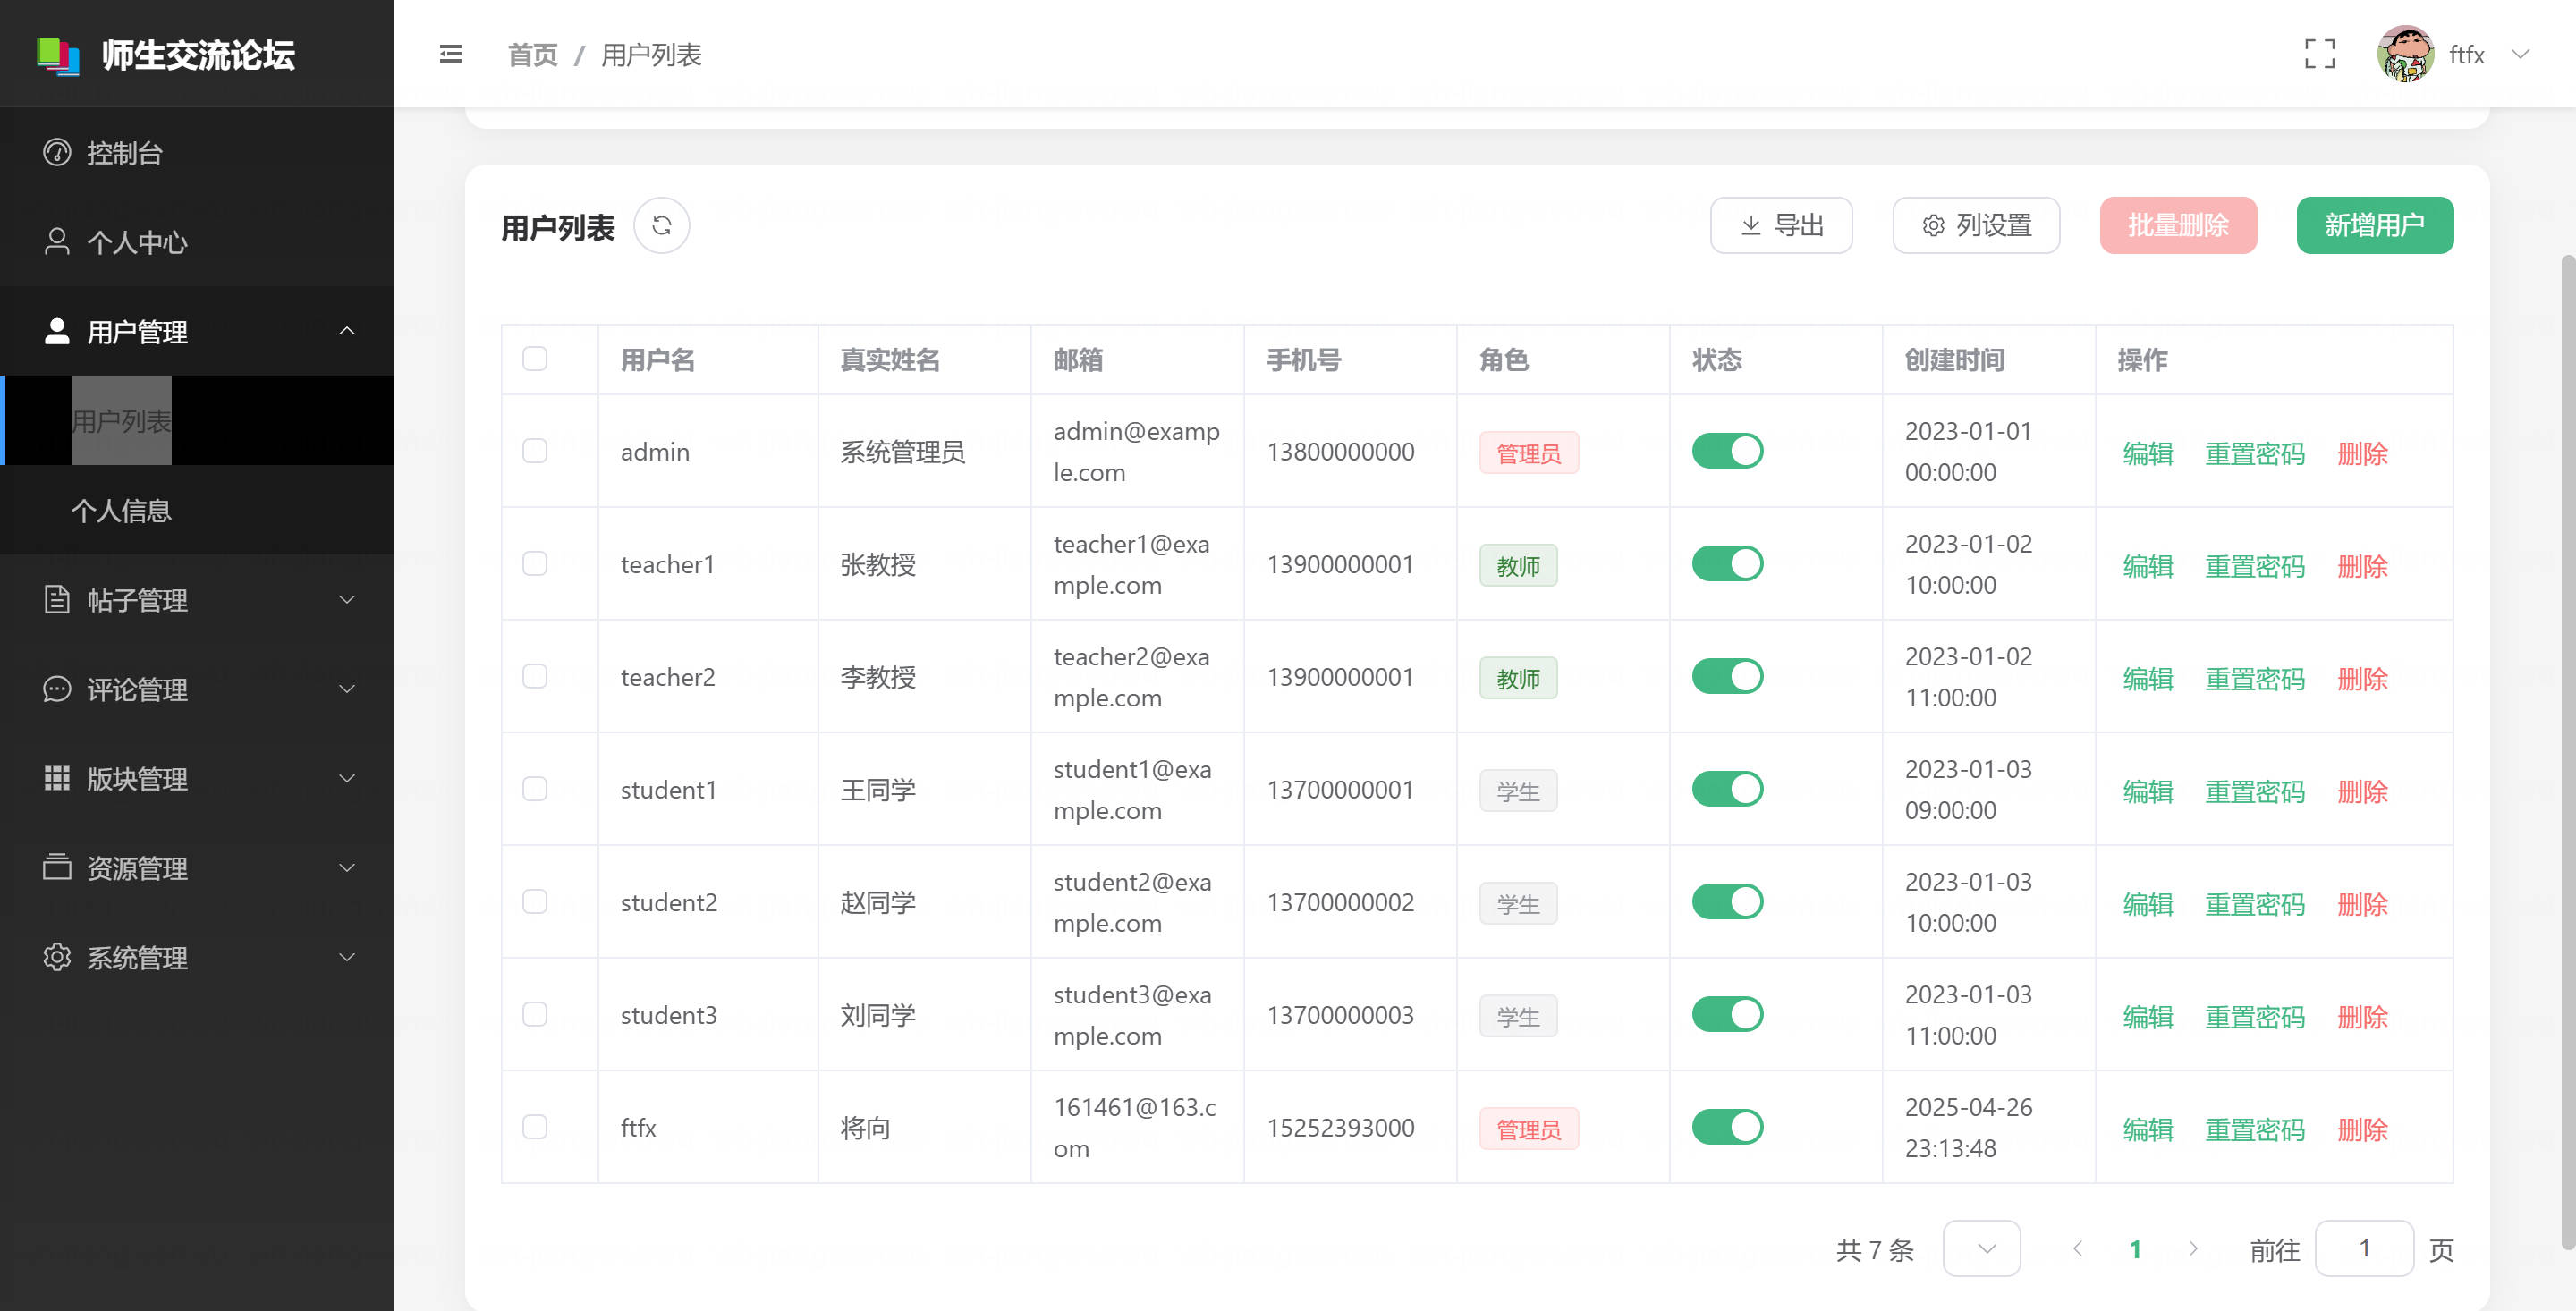 师生交流论坛
首页 / 用户列表
ftfx
控制台
个人中心
用户管理
用户列表
个人信息
帖子管理
评论管理
版块管理
资源管理
系统管理
用户列表
导出
列设置
批量删除
新增用户
用户名 真实姓名 邮箱 手机号 角色 状态 创建时间 操作
admin 系统管理员 admin@examp
le.com 13800000000 管理员 2023-01-01
00:00:00 编辑 重置密码 删除
teacher1 张教授 teacher1@exa
mple.com 13900000001 教师 2023-01-02
10:00:00 编辑 重置密码 删除
teacher2 李教授 teacher2@exa
mple.com 13900000001 教师 2023-01-02
11:00:00 编辑 重置密码 删除
student1 王同学 student1@exa
mple.com 13700000001 学生 2023-01-03
09:00:00 编辑 重置密码 删除
student2 赵同学 student2@exa
mple.com 13700000002 学生 2023-01-03
10:00:00 编辑 重置密码 删除
student3 刘同学 student3@exa
mple.com 13700000003 学生 2023-01-03
11:00:00 编辑 重置密码 删除
ftfx 将向 161461@163.c
om 15252393000 管理员 2025-04-26
23:13:48 编辑 重置密码 删除
共 7 条 1 前往 1 页